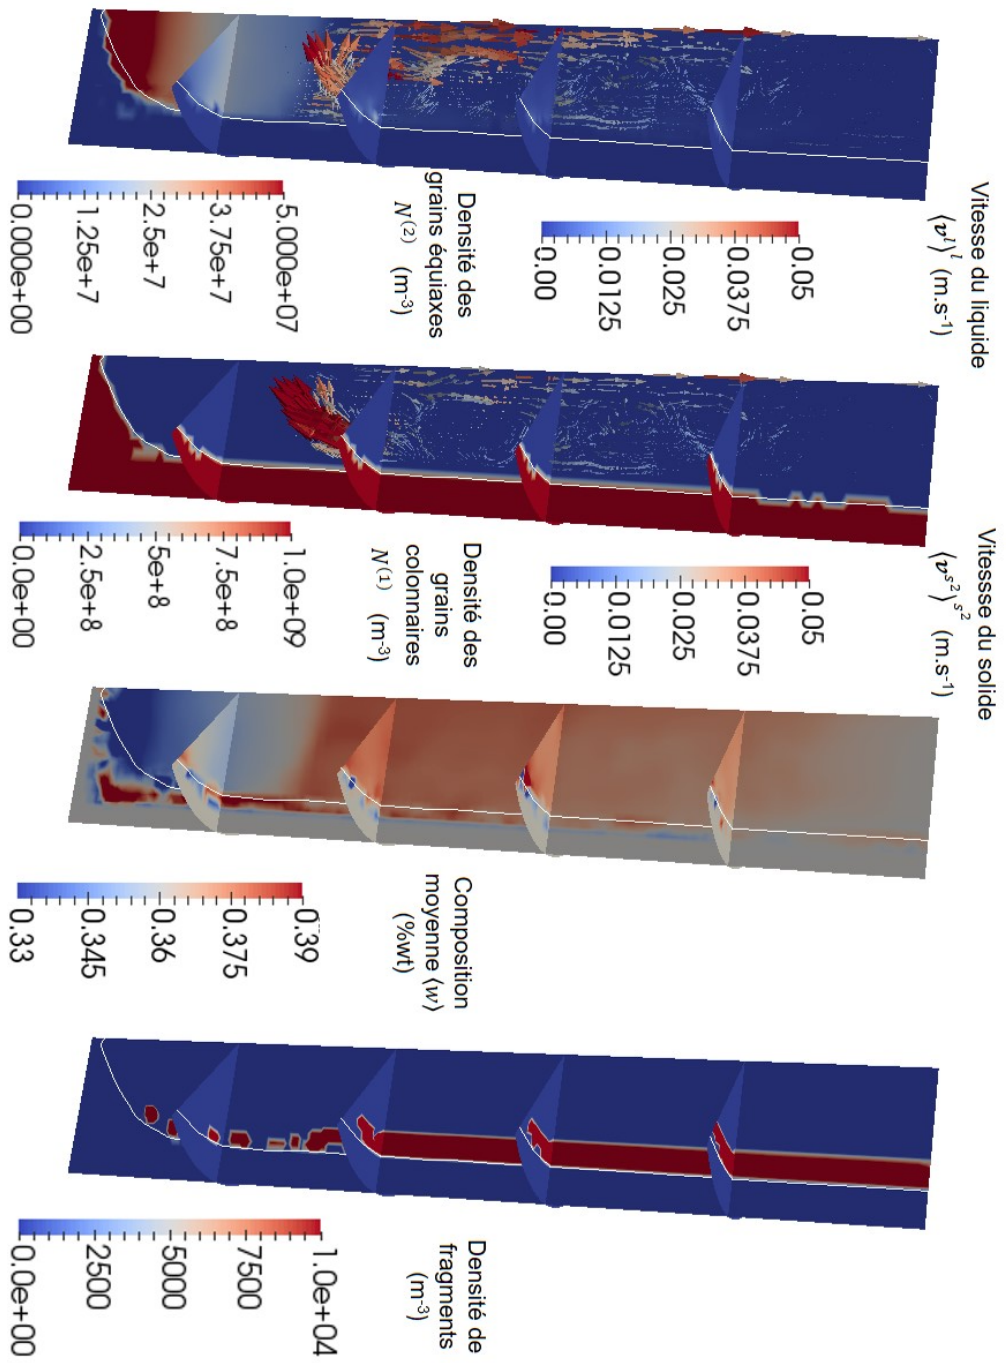 Vitesse du liquide
⟨v^l⟩^l (m.s⁻¹)
0.05
0.0375
0.025
0.0125
0.00
Densité des
grains équiaxes
N⁽²⁾ (m⁻³)
5.000e+07
3.75e+7
2.5e+7
1.25e+7
0.000e+00
Vitessse du solide
⟨v^s²⟩^s² (m.s⁻¹)
0.05
0.0375
0.025
0.0125
0.00
Densité des
grains
colonnaires
N⁽¹⁾ (m⁻³)
1.0e+09
7.5e+8
5e+8
2.5e+8
0.0e+00
Composition
moyenne ⟨w⟩
(%wt)
0.39
0.375
0.36
0.345
0.33
Densité de
fragments
(m⁻³)
1.0e+04
7500
5000
2500
0.0e+00